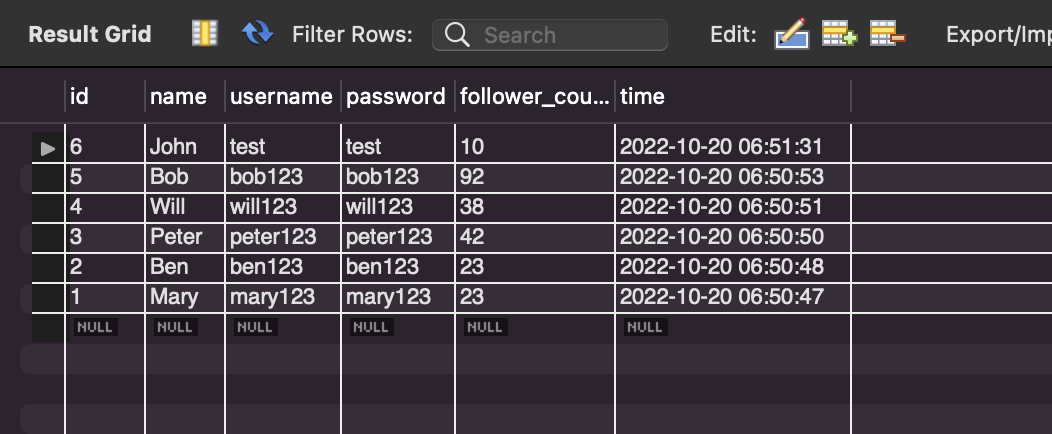 Result Grid Filter Rows: Search Edit: Export/Imp
id name username password follower_cou... time
6 John test test 10 2022-10-20 06:51:31
5 Bob bob123 bob123 92 2022-10-20 06:50:53
4 Will will123 will123 38 2022-10-20 06:50:51
3 Peter peter123 peter123 42 2022-10-20 06:50:50
2 Ben ben123 ben123 23 2022-10-20 06:50:48
1 Mary mary123 mary123 23 2022-10-20 06:50:47
NULL NULL NULL NULL NULL NULL